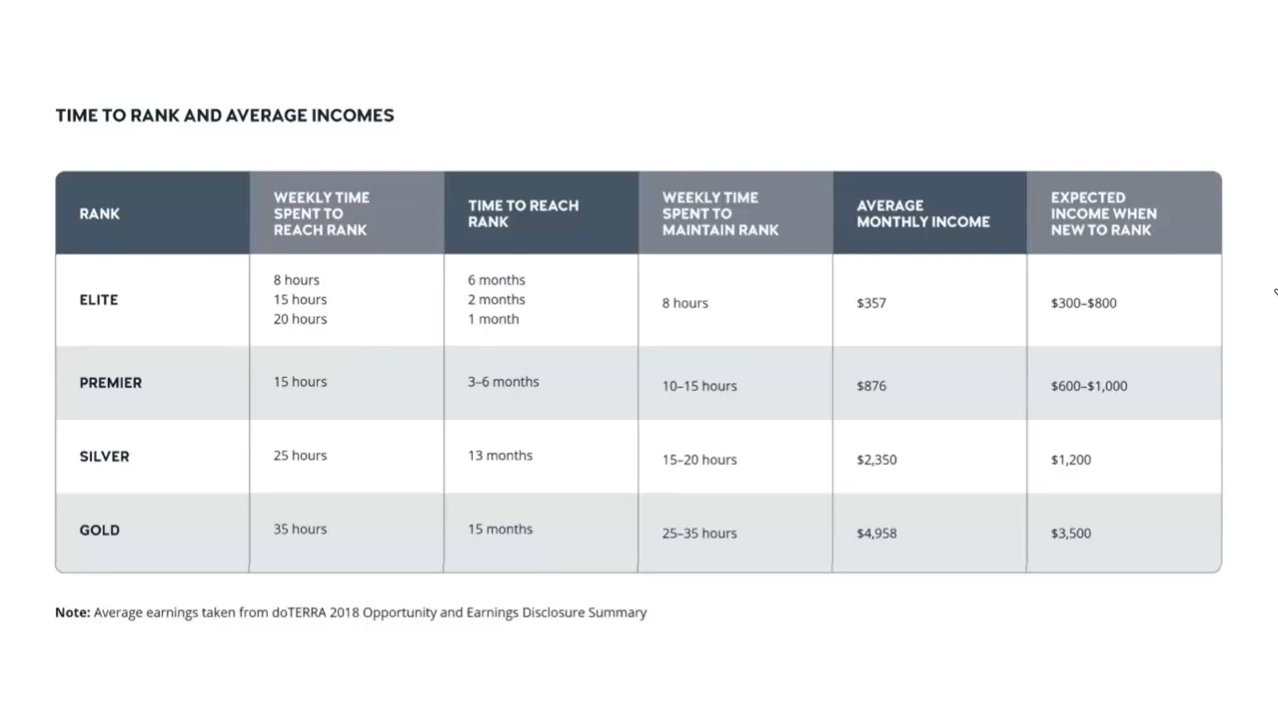 TIME TO RANK AND AVERAGE INCOMES
RANK
WEEKLY TIME
SPENT TO
REACH RANK
TIME TO REACH
RANK
WEEKLY TIME
SPENT TO
MAINTAIN RANK
AVERAGE
MONTHLY INCOME
EXPECTED
INCOME WHEN
NEW TO RANK
ELITE
8 hours
15 hours
20 hours
6 months
2 months
1 month
8 hours
$357
$300–$800
PREMIER
15 hours
3–6 months
10–15 hours
$876
$600–$1,000
SILVER
25 hours
13 months
15–20 hours
$2,350
$1,200
GOLD
35 hours
15 months
25–35 hours
$4,958
$3,500
Note: Average earnings taken from doTERRA 2018 Opportunity and Earnings Disclosure Summary